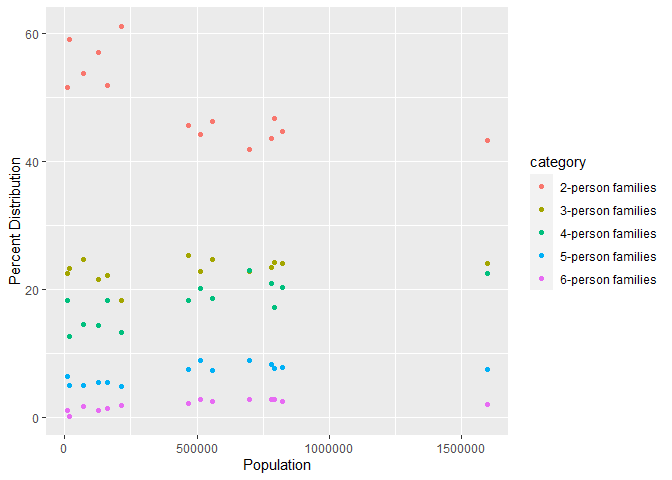 60
40
20
0
Percent Distribution
0
500000
1000000
1500000
Population
category
2-person families
3-person families
4-person families
5-person families
6-person families